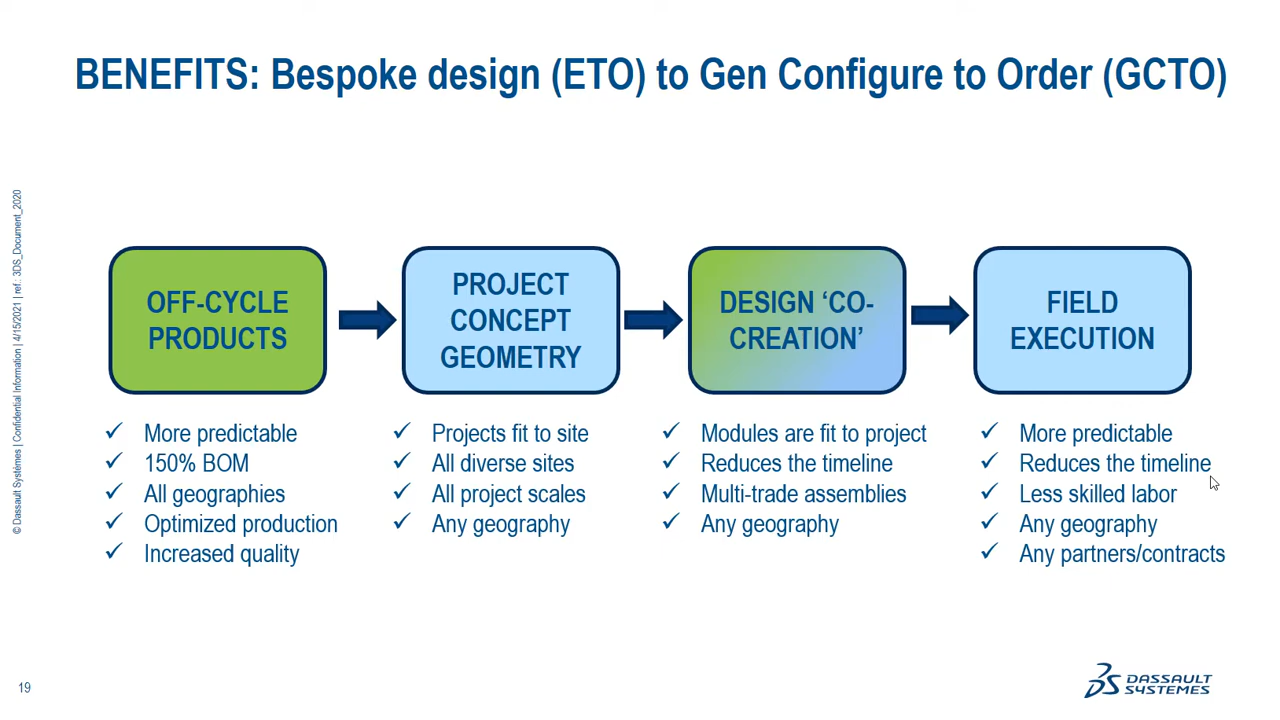 BENEFITS: Bespoke design (ETO) to Gen Configure to Order (GCTO)
© Dassault Systèmes | Confidential Information | 4/15/2021 | ref.: 3DS_Document_2020
OFF-CYCLE
PRODUCTS
More predictable
150% BOM
All geographies
Optimized production
Increased quality
PROJECT
CONCEPT
GEOMETRY
Projects fit to site
All diverse sites
All project scales
Any geography
DESIGN ‘CO-
CREATION’
Modules are fit to project
Reduces the timeline
Multi-trade assemblies
Any geography
FIELD
EXECUTION
More predictable
Reduces the timeline
Less skilled labor
Any geography
Any partners/contracts
19
3DS DASSAULT
SYSTEMES